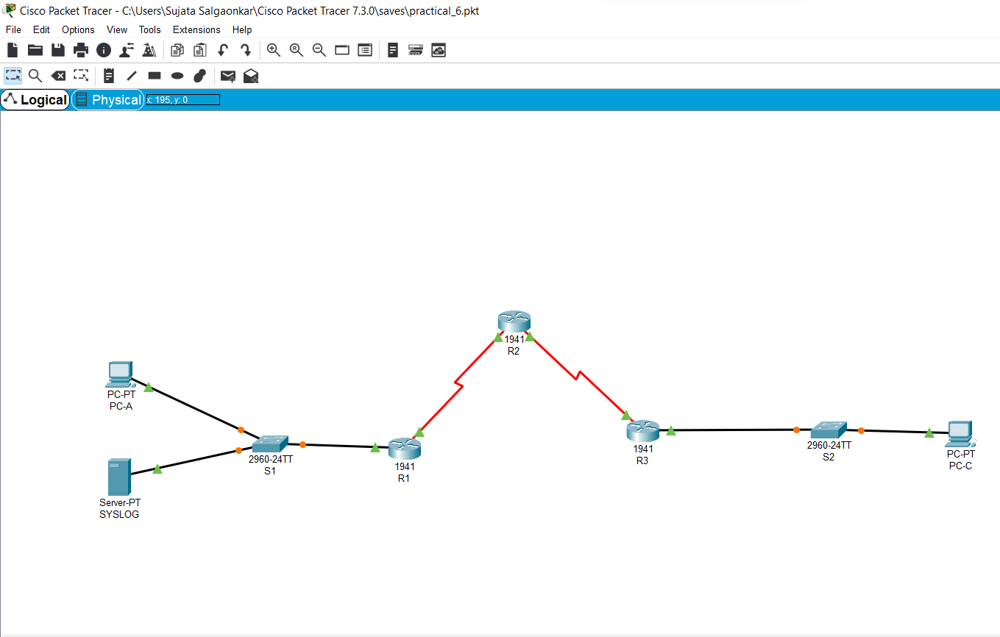 Cisco Packet Tracer - C:\Users\Sujata Salgaonkar\Cisco Packet Tracer 7.3.0\saves\practical_6.pkt
File Edit Options View Tools Extensions Help
Logical Physical x: 195, y: 0
1941
R2
PC-PT
PC-A
2960-24TT
S1
1941
R1
1941
R3
2960-24TT
S2
PC-PT
PC-C
Server-PT
SYSLOG